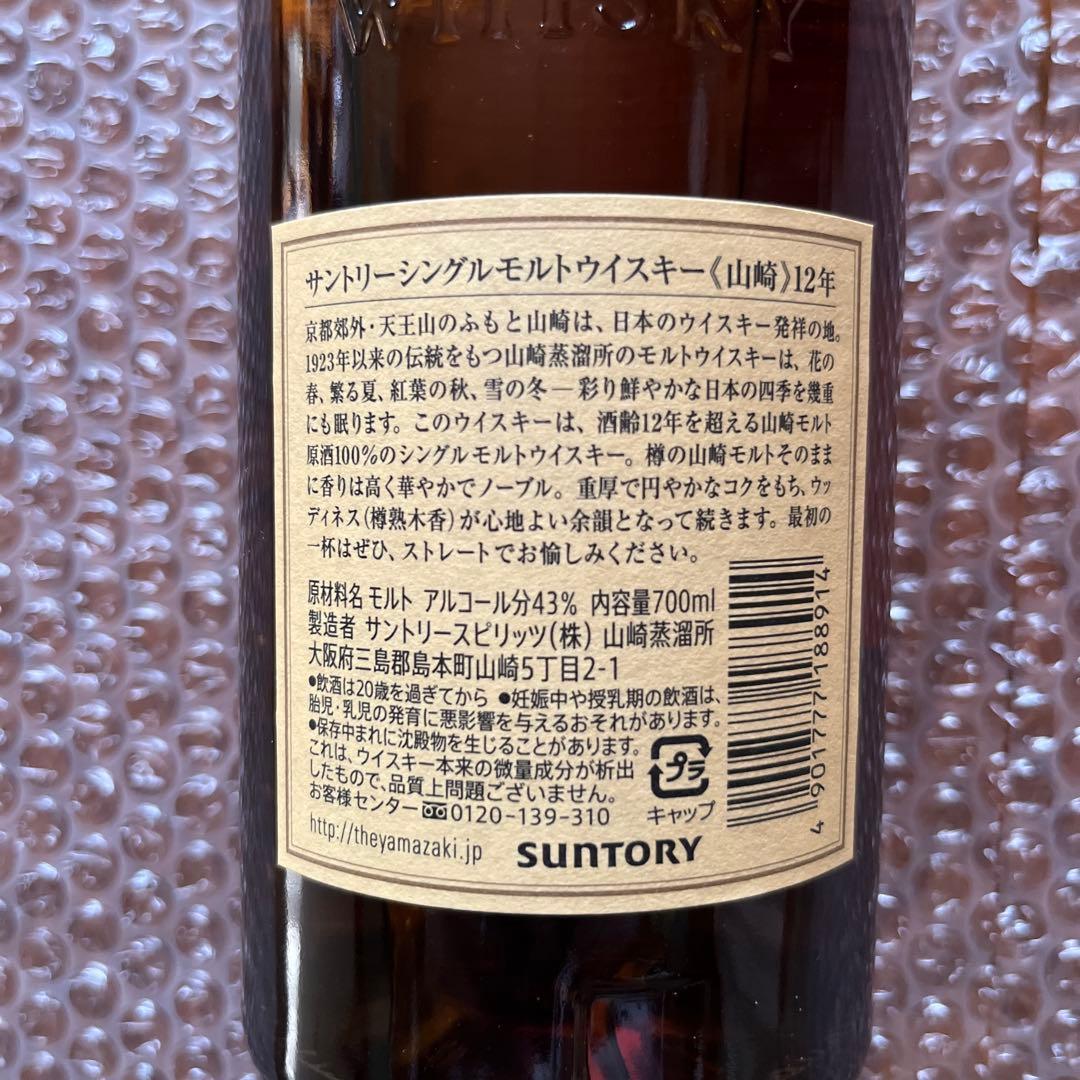 WHISKY
サントリーシングルモルトウイスキー《山崎》12年
京都郊外・天王山のふもと山崎は、日本のウイスキー発祥の地。
1923年以来の伝統をもつ山崎蒸溜所のモルトウイスキーは、花の
春、繁る夏、紅葉の秋、雪の冬―彩り鮮やかな日本の四季を幾重
にも眠ります。このウイスキーは、酒齢12年を超える山崎モルト
原酒100%のシングルモルトウイスキー。樽の山崎モルトそのまま
に香りは高く華やかでノーブル。重厚で円やかなコクをもち、ウッ
ディネス(樽熟木香)が心地よい余韻となって続きます。最初の
一杯はぜひ、ストレートでお愉しみください。
原材料名 モルト アルコール分43% 内容量700ml
製造者 サントリースピリッツ(株) 山崎蒸溜所
大阪府三島郡島本町山崎5丁目2-1
●飲酒は20歳を過ぎてから ●妊娠中や授乳期の飲酒は、
胎児・乳児の発育に悪影響を与えるおそれがあります。
●保存中まれに沈殿物を生じることがあります。
これは、ウイスキー本来の微量成分が析出
したもので、品質上問題ございません。
お客様センター 0120-139-310
http://theyamazaki.jp
SUNTORY
プラ
キャップ
4 901777 188914